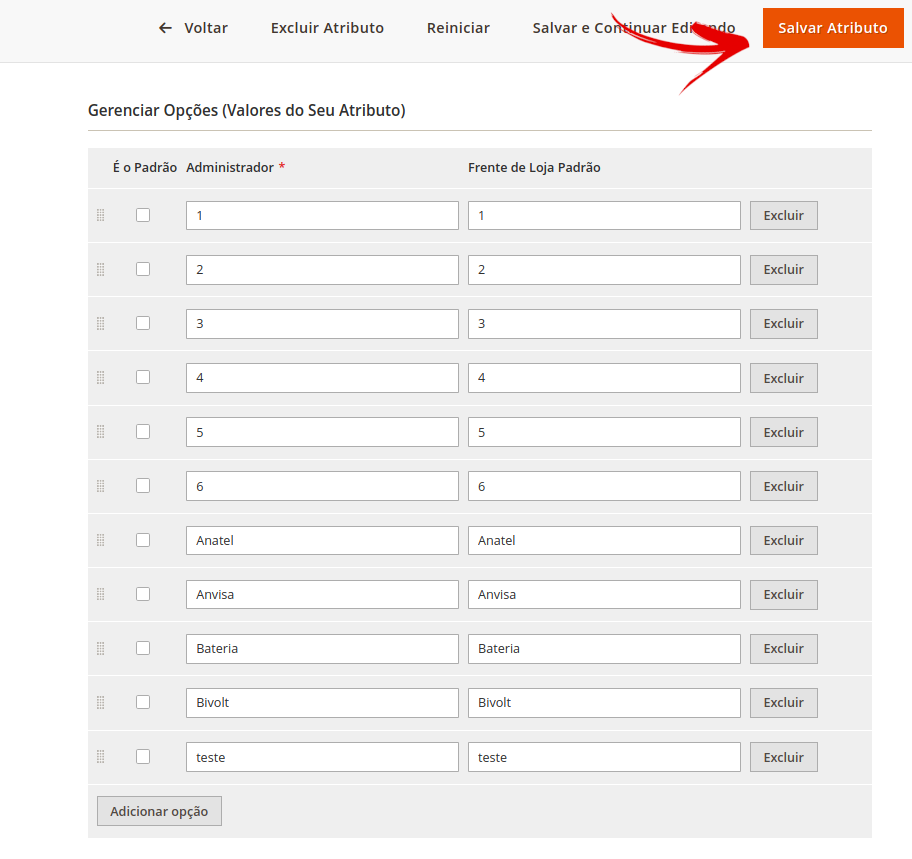 ← Voltar Excluir Atributo Reiniciar Salvar e Continuar Editando Salvar Atributo
Gerenciar Opções (Valores do Seu Atributo)
É o Padrão Administrador * Frente de Loja Padrão
1 1 Excluir
2 2 Excluir
3 3 Excluir
4 4 Excluir
5 5 Excluir
6 6 Excluir
Anatel Anatel Excluir
Anvisa Anvisa Excluir
Bateria Bateria Excluir
Bivolt Bivolt Excluir
teste teste Excluir
Adicionar opção